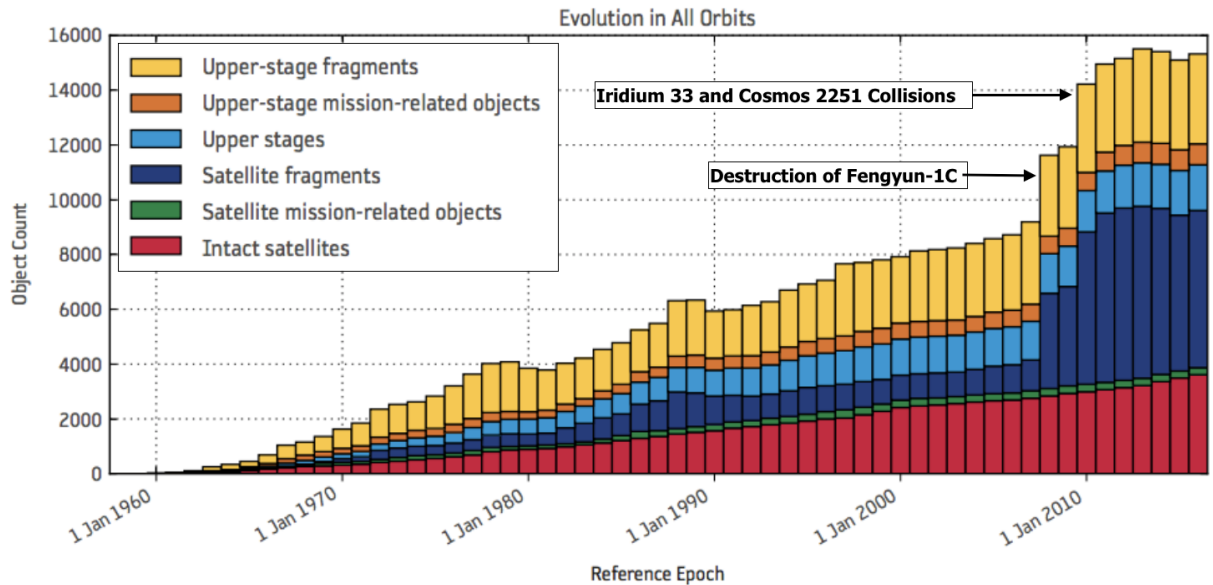 Evolution in All Orbits
16000
14000
12000
10000
8000
6000
4000
2000
0
Object Count
Upper-stage fragments
Upper-stage mission-related objects
Upper stages
Satellite fragments
Satellite mission-related objects
Intact satellites
Iridium 33 and Cosmos 2251 Collisions
Destruction of Fengyun-1C
1 Jan 1960
1 Jan 1970
1 Jan 1980
1 Jan 1990
1 Jan 2000
1 Jan 2010
Reference Epoch